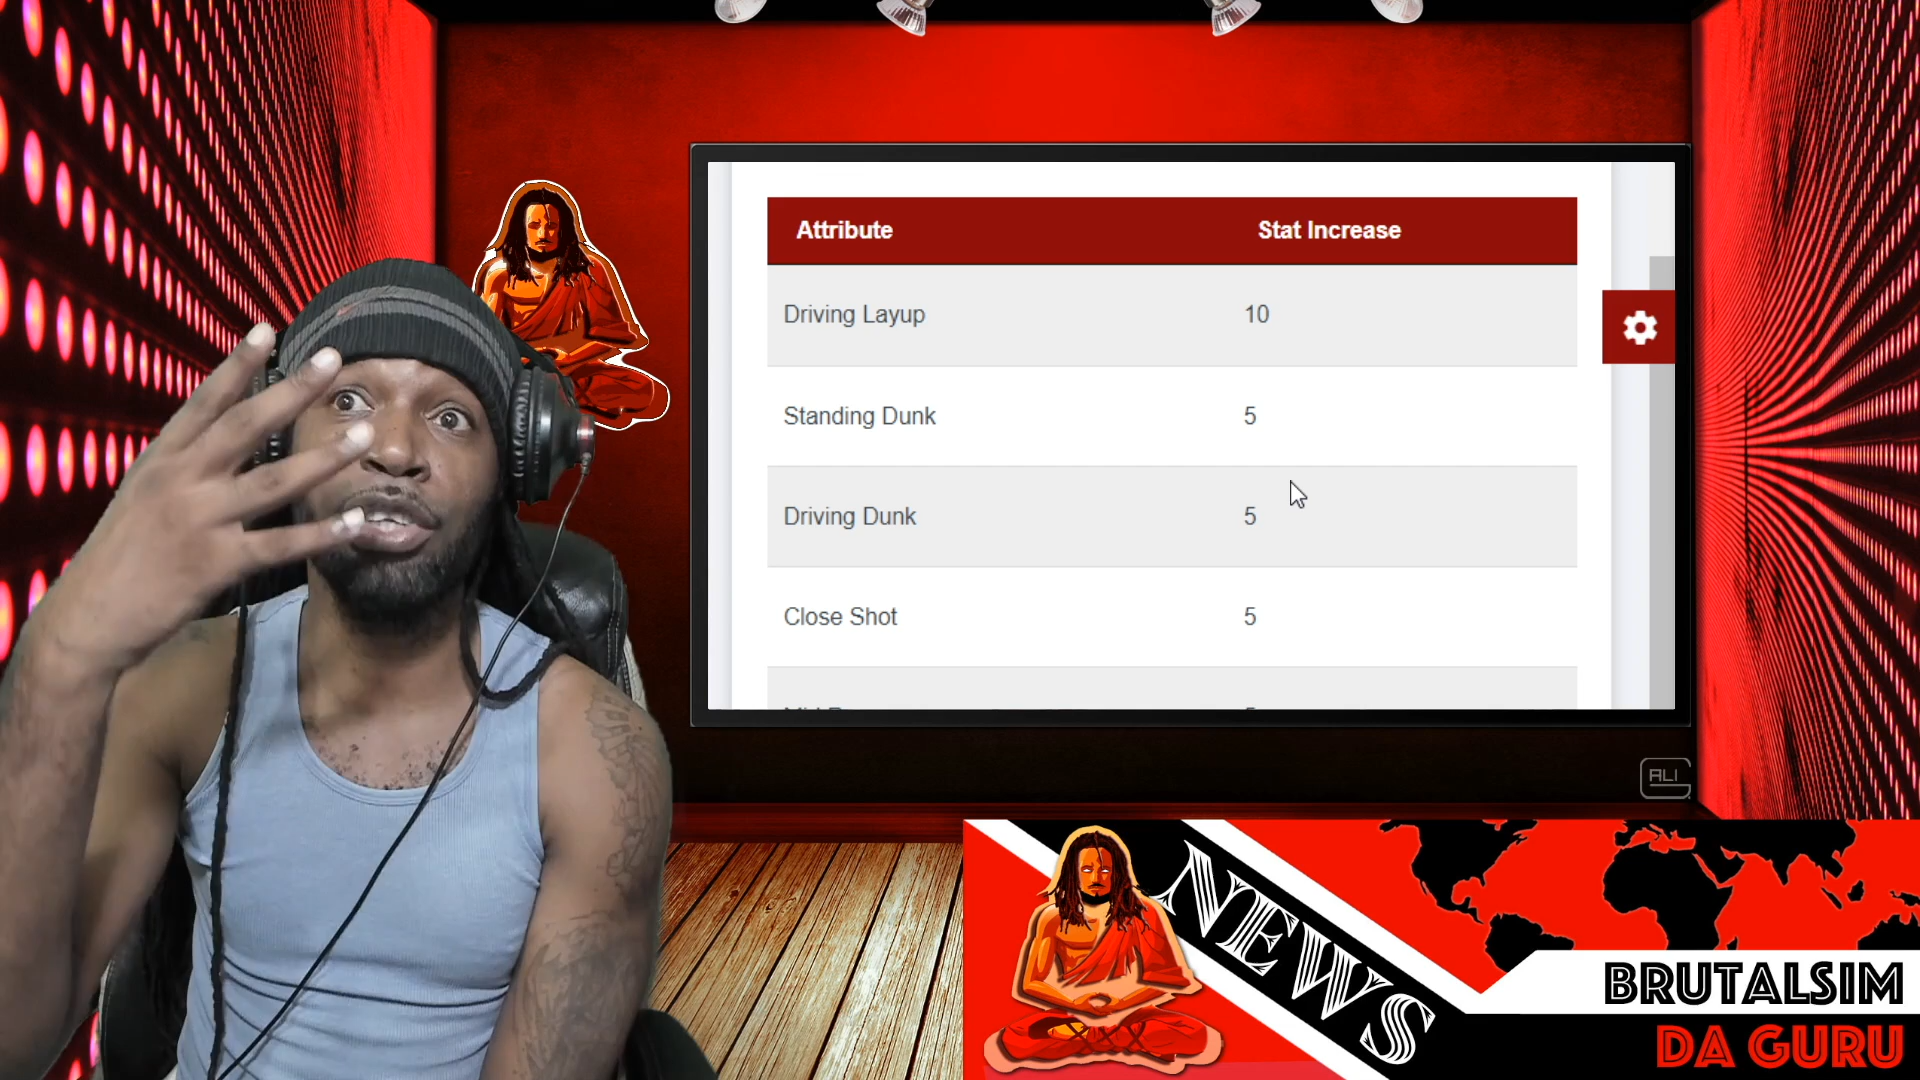 Attribute Stat Increase
Driving Layup 10
Standing Dunk 5
Driving Dunk 5
Close Shot 5
ALI
NEWS
BRUTALSIM
DA GURU